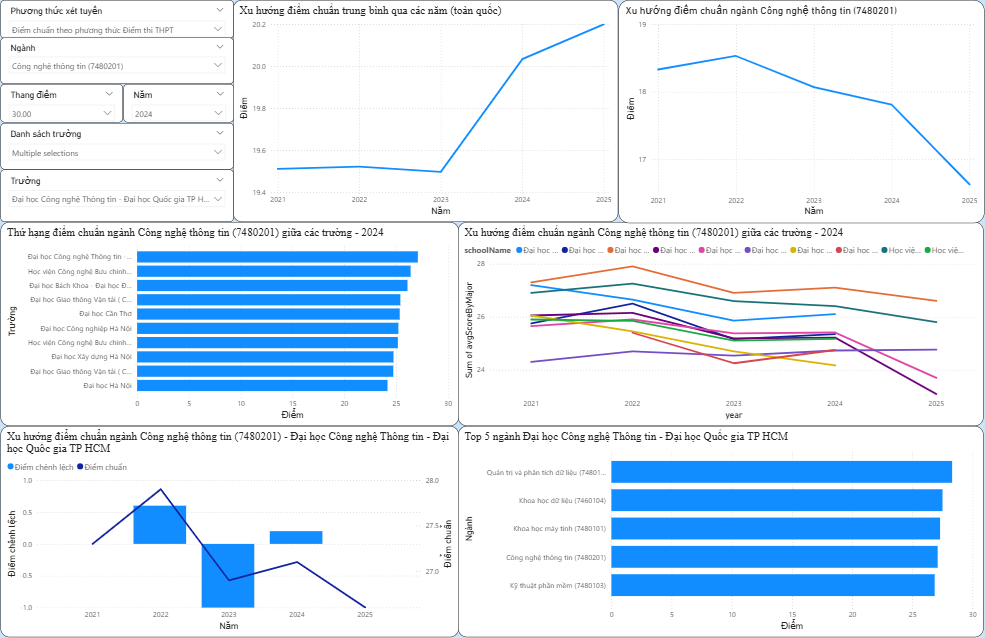 Phương thức xét tuyển
Điểm chuẩn theo phương thức Điểm thi THPT
Ngành
Công nghệ thông tin (7480201)
Thang điểm
30.00
Năm
2024
Danh sách trường
Multiple selections
Trường
Đại học Công nghệ Thông tin - Đại học Quốc gia TP H...
Xu hướng điểm chuẩn trung bình qua các năm (toàn quốc)
Điểm
20.2
20.0
19.8
19.6
19.4
2021
2022
2023
2024
2025
Năm
Xu hướng điểm chuẩn ngành Công nghệ thông tin (7480201)
Điểm
19
18
17
2021
2022
2023
2024
2025
Năm
Thứ hạng điểm chuẩn ngành Công nghệ thông tin (7480201) giữa các trường - 2024
Trường
Đại học Công nghệ Thông tin - ...
Học viện Công nghệ Bưu chính...
Đại học Bách Khoa - Đại học Đ...
Đại học Giao thông Vận tải ( C...
Đại học Cần Thơ
Đại học Công nghiệp Hà Nội
Học viện Công nghệ Bưu chính...
Đại học Xây dựng Hà Nội
Đại học Giao thông Vận tải ( C...
Đại học Hà Nội
0
5
10
15
20
25
30
Điểm
Xu hướng điểm chuẩn ngành Công nghệ thông tin (7480201) giữa các trường - 2024
schoolName
Đại học ...
Đại học ...
Đại học ...
Đại học ...
Đại học ...
Đại học ...
Đại học ...
Đại học ...
Học việ...
Học việ...
Sum of avgScoreByMajor
28
26
24
2021
2022
2023
2024
2025
year
Xu hướng điểm chuẩn ngành Công nghệ thông tin (7480201) - Đại học Công nghệ Thông tin - Đại
học Quốc gia TP HCM
Điểm chênh lệch
Điểm chuẩn
Điểm chênh lệch
1.0
0.5
0.0
0.5
1.0
28.0
27.5
27.0
Điểm chuẩn
2021
2022
2023
2024
2025
Năm
Top 5 ngành Đại học Công nghệ Thông tin - Đại học Quốc gia TP HCM
Ngành
Quản trị và phân tích dữ liệu (74801...
Khoa học dữ liệu (7460104)
Khoa học máy tính (7480101)
Công nghệ thông tin (7480201)
Kỹ thuật phần mềm (7480103)
0
5
10
15
20
25
30
Điểm